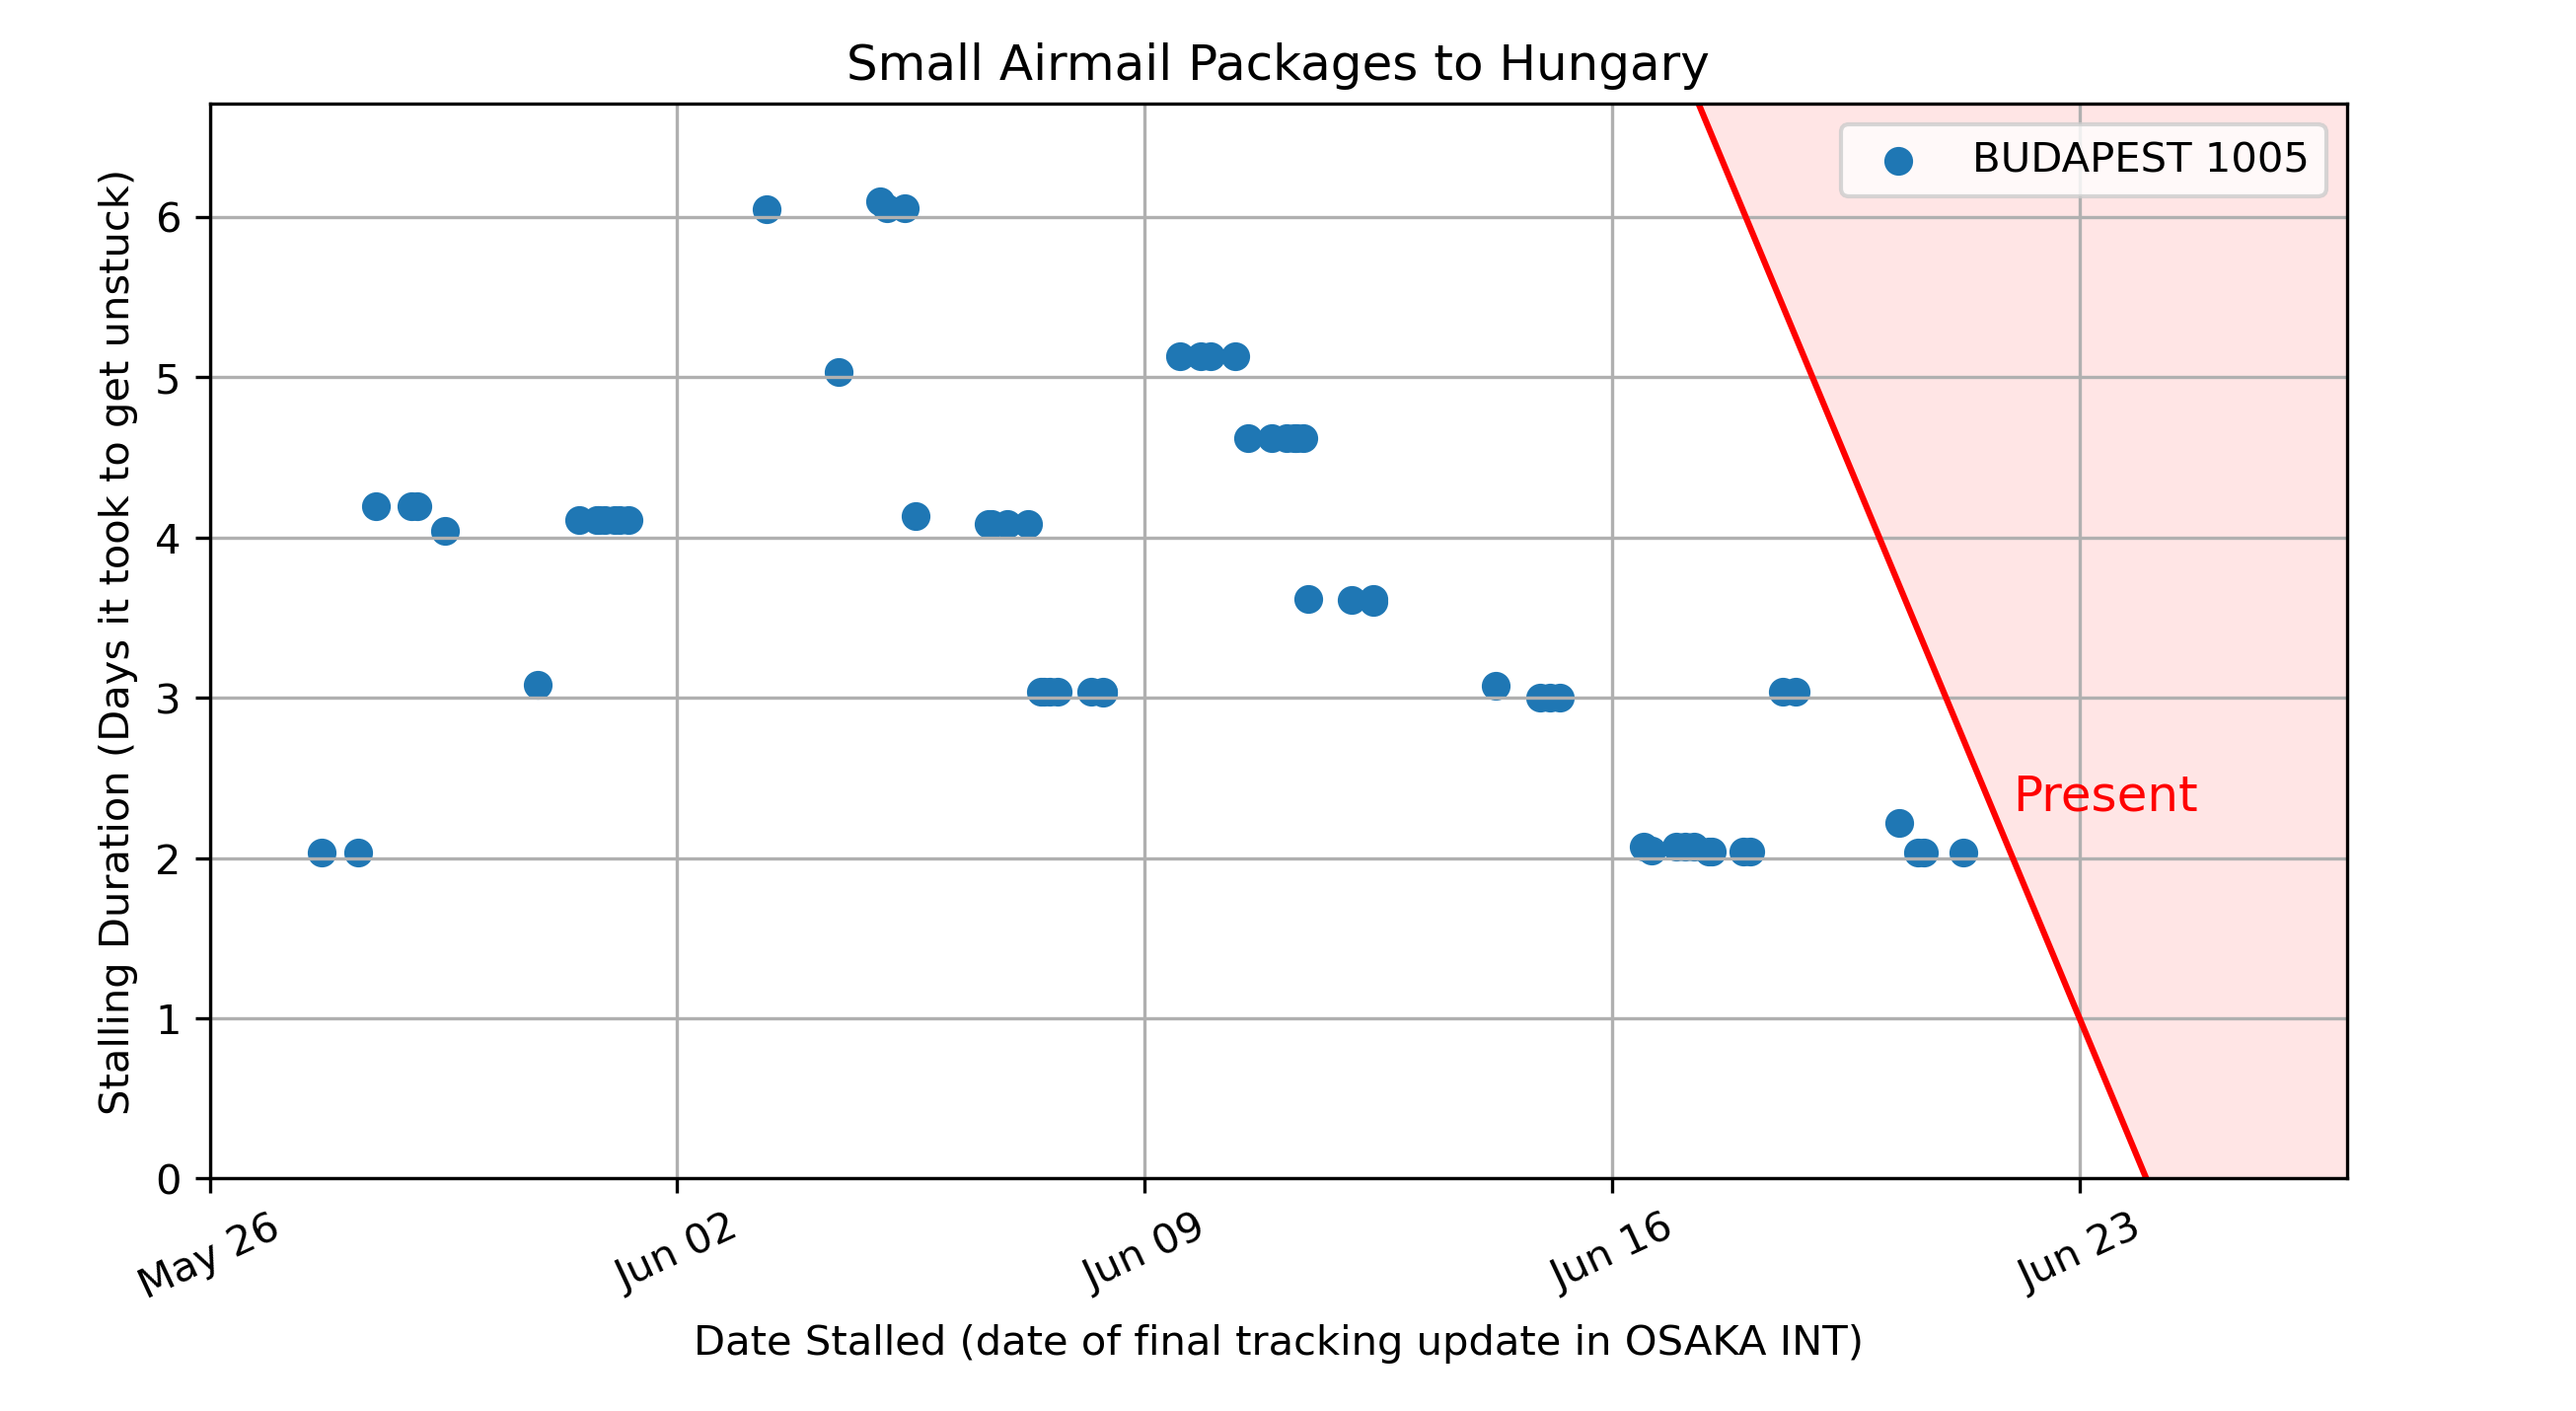 Small Airmail Packages to Hungary
BUDAPEST 1005
Present
Stalling Duration (Days it took to get unstuck)
6
5
4
3
2
1
0
May 26
Jun 02
Jun 09
Jun 16
Jun 23
Date Stalled (date of final tracking update in OSAKA INT)